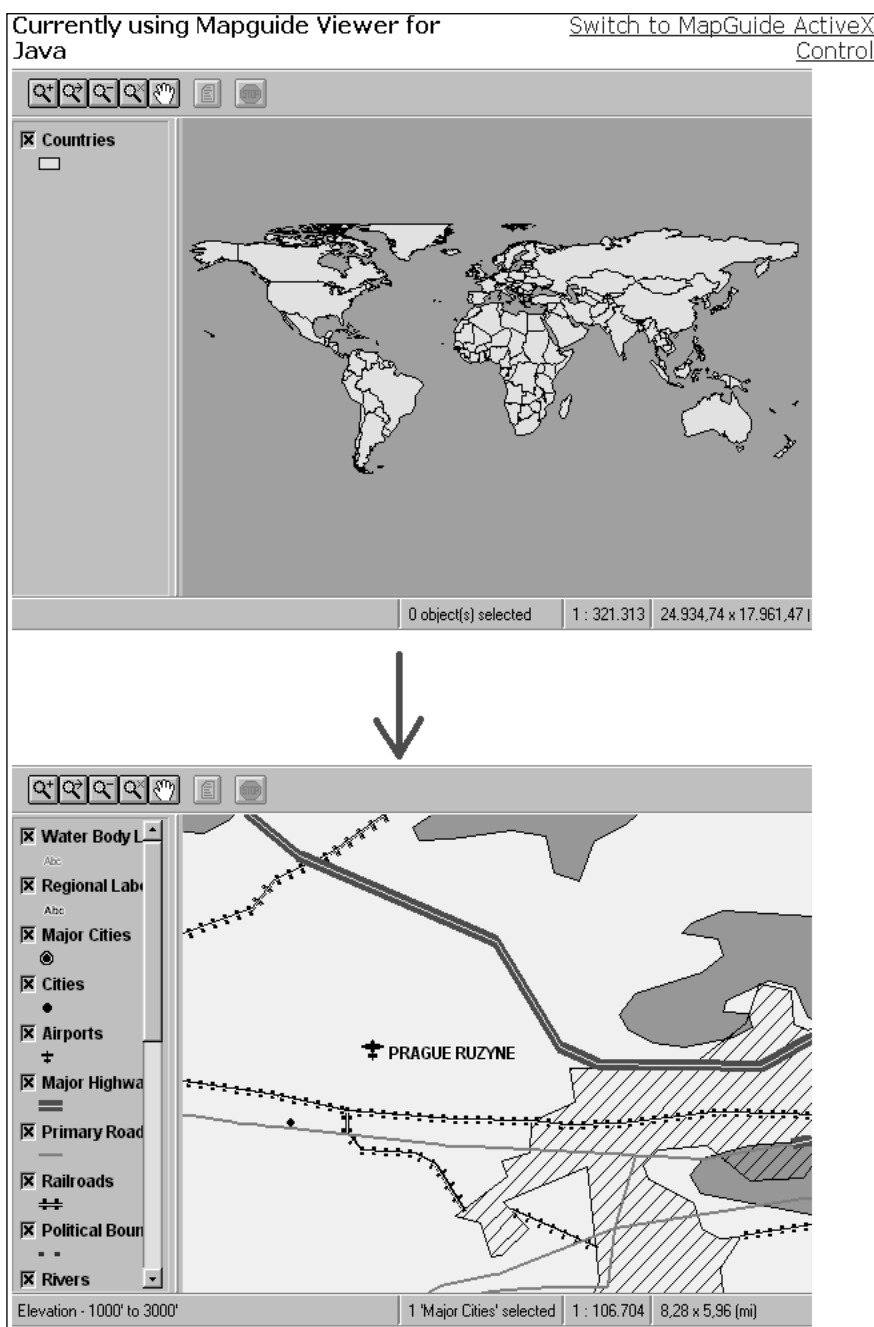 Currently using Mapguide Viewer for
Java
Switch to MapGuide ActiveX
Control
STOP
Countries
0 object(s) selected
1 : 321.313
24.934,74 x 17.961,47
STOP
Water Body L
Abc
Regional Labe
Abc
Major Cities
Cities
Airports
Major Highwa
Primary Road
Railroads
Political Boun
Rivers
PRAGUE RUZYNE
Elevation - 1000' to 3000'
1 'Major Cities' selected
1 : 106.704
8,28 x 5,96 (mi)